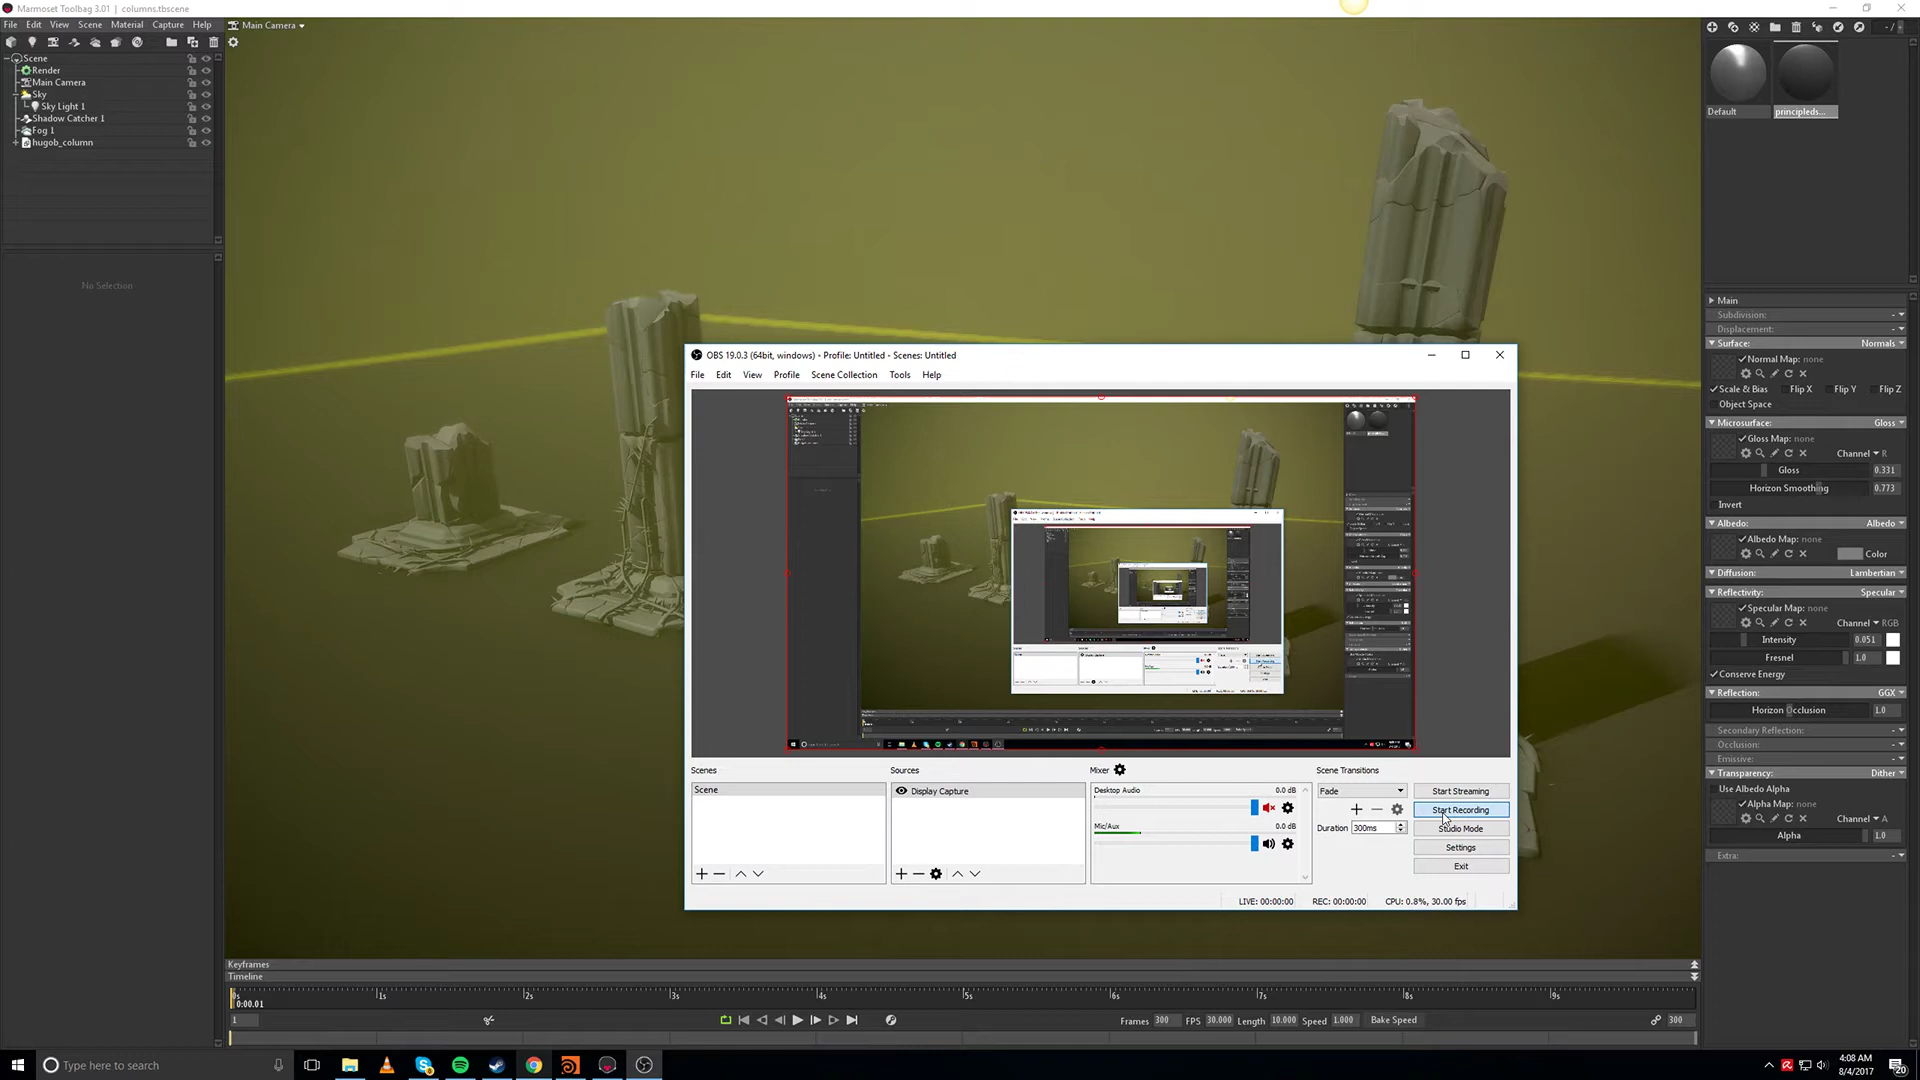 Marmoset Toolbag 3.01 | columns.tbscene
File Edit View Scene Material Capture Help
Main Camera
Scene
Render
Main Camera
Sky
Sky Light 1
Shadow Catcher 1
Fog 1
hugob_column
No Selection
Default
principleds...
Main
Subdivision: -
Displacement: -
Surface: Normals
Normal Map: none
Scale & Bias Flip X Flip Y Flip Z
Object Space
Microsurface: Gloss
Gloss Map: none
Channel R
Gloss 0.331
Horizon Smoothing 0.773
Invert
Albedo: Albedo
Albedo Map: none
Color
Diffusion: Lambertian
Reflectivity: Specular
Specular Map: none
Channel RGB
Intensity 0.051
Fresnel 1.0
Conserve Energy
Reflection: GGX
Horizon Occlusion 1.0
Secondary Reflection: -
Occlusion: -
Emissive: -
Transparency: Dither
Use Albedo Alpha
Alpha Map: none
Channel A
Alpha 1.0
Extra: -
OBS 19.0.3 (64bit, windows) - Profile: Untitled - Scenes: Untitled
File Edit View Profile Scene Collection Tools Help
Scenes
Scene
Sources
Display Capture
Mixer
Desktop Audio 0.0 dB
Mic/Aux 0.0 dB
Scene Transitions
Fade
Duration 300ms
Start Streaming
Start Recording
Studio Mode
Settings
Exit
LIVE: 00:00:00 REC: 00:00:00 CPU: 0.8%, 30.00 fps
Keyframes
Timeline
0s 1s 2s 3s 4s 5s 6s 7s 8s 9s
0:00.01
1
Frames 300 FPS 30.000 Length 10.000 Speed 1.000 Bake Speed 300
Type here to search
4:08 AM
8/4/2017
20